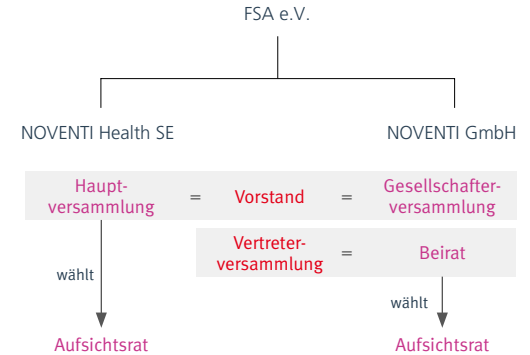 FSA e.V.
NOVENTI Health SE
NOVENTI GmbH
Haupt-
versammlung
=
Vorstand
=
Gesellschafter-
versammlung
Vertreter-
versammlung
=
Beirat
wählt
wählt
Aufsichtsrat
Aufsichtsrat